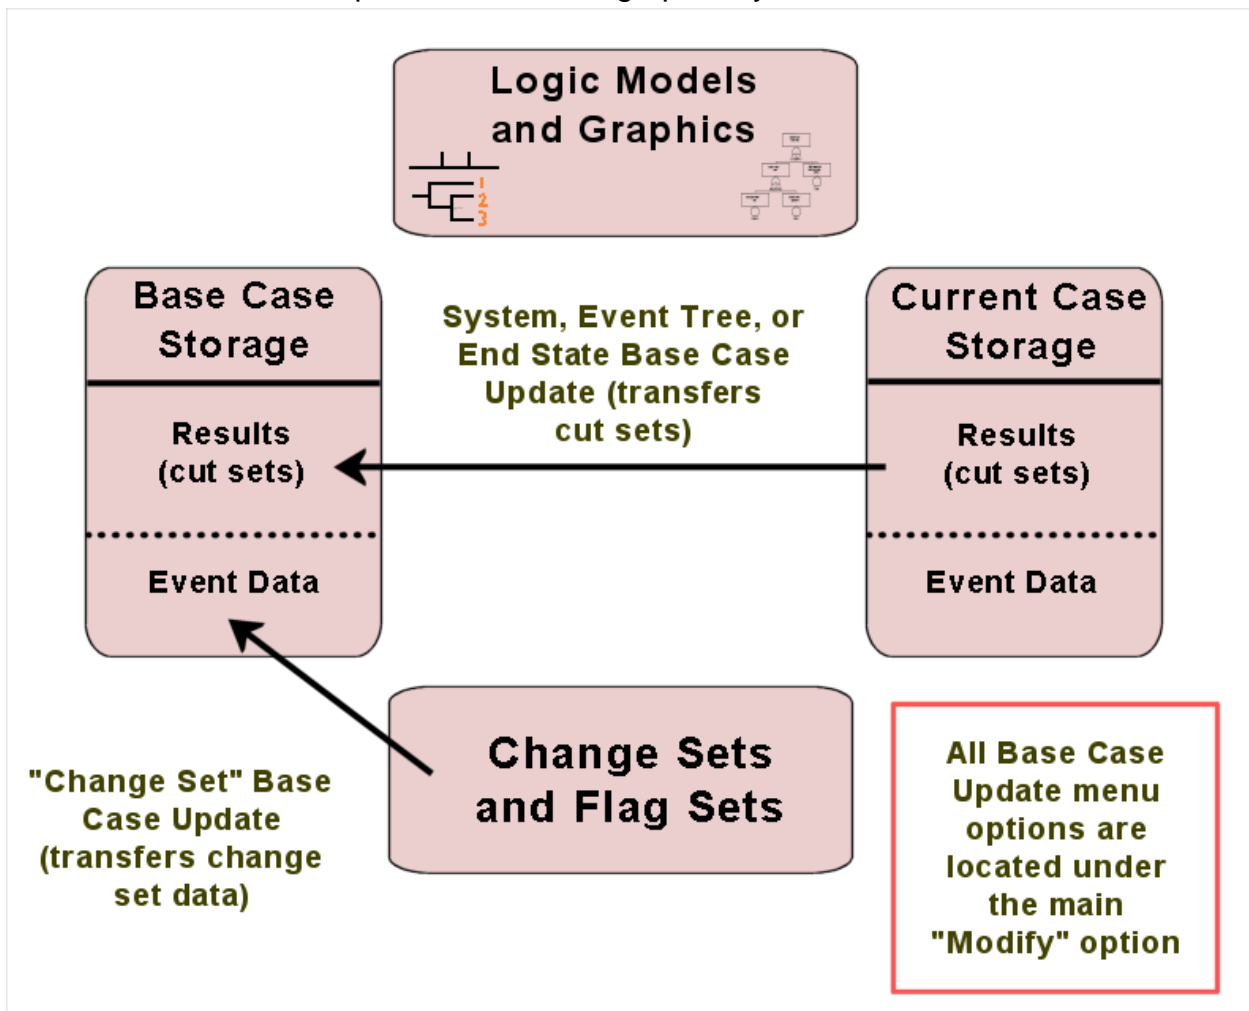 Logic Models
and Graphics
1
2
3
Base Case
Storage
Results
(cut sets)
Event Data
System, Event Tree, or
End State Base Case
Update (transfers
cut sets)
Current Case
Storage
Results
(cut sets)
Event Data
"Change Set" Base
Case Update
(transfers change
set data)
Change Sets
and Flag Sets
All Base Case
Update menu
options are
located under
the main
"Modify" option